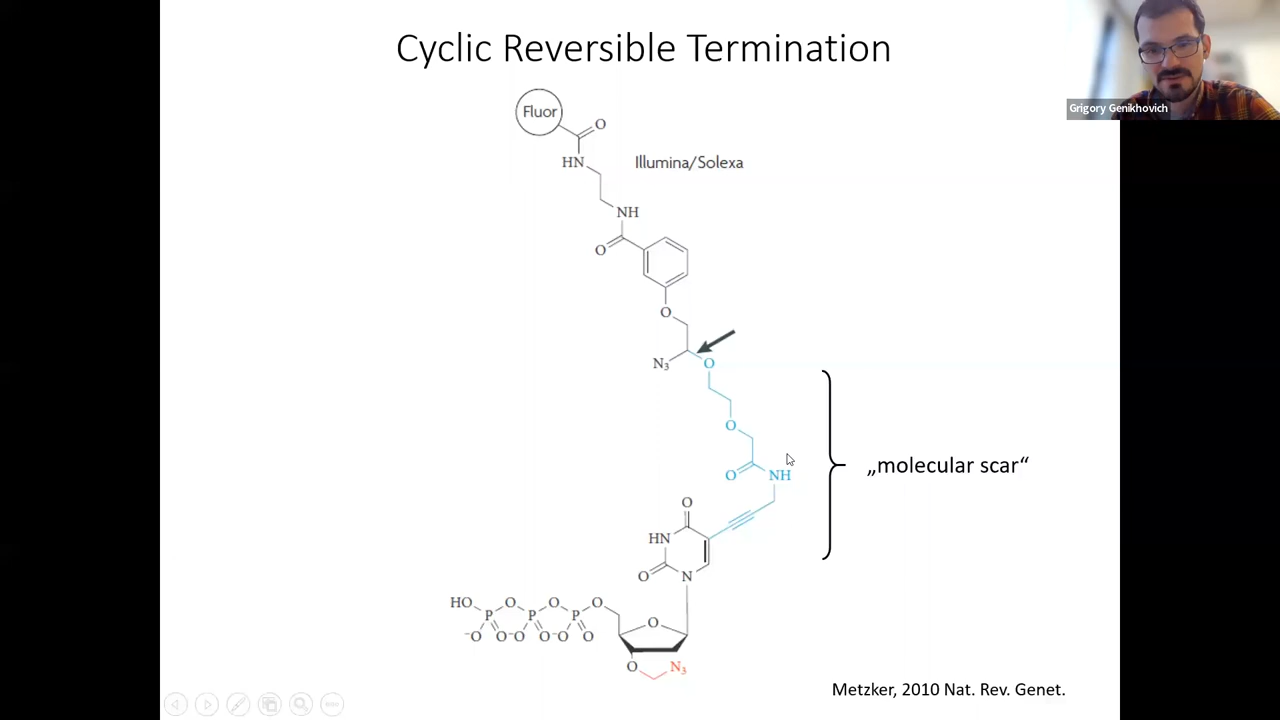 Cyclic Reversible Termination
Grigory Genikhovich
Fluor
O
HN
Illumina/Solexa
NH
O
O
N3
O
O
O
NH
O
HN
O
N
HO
P
O
P
O
P
O
⁻O
O⁻O
O⁻O
O
O
O
N3
„molecular scar“
Metzker, 2010 Nat. Rev. Genet.